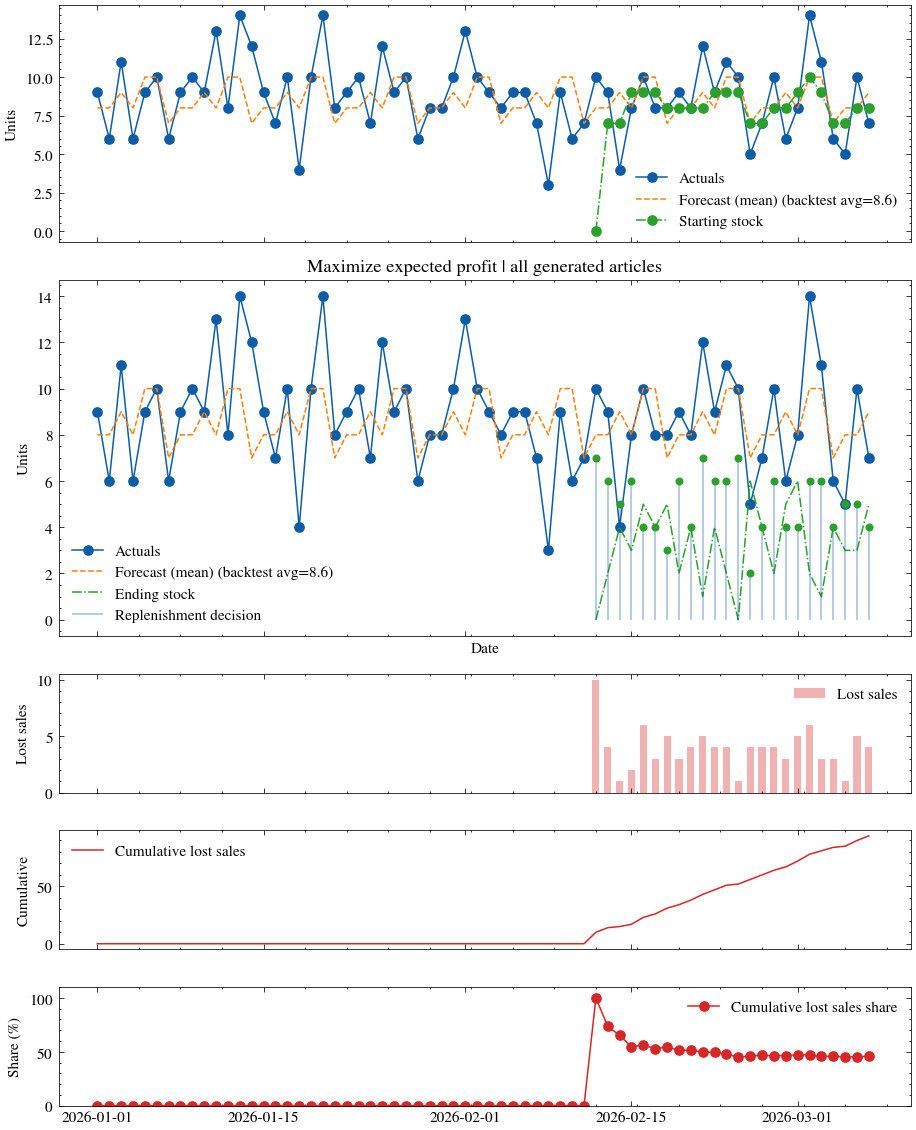 12.5
10.0
7.5
5.0
2.5
0.0
Units
Actuals
Forecast (mean) (backtest avg=8.6)
Starting stock
Maximize expected profit | all generated articles
14
12
10
8
6
4
2
0
Units
Actuals
Forecast (mean) (backtest avg=8.6)
Ending stock
Replenishment decision
Date
10
5
0
Lost sales
Lost sales
50
0
Cumulative
Cumulative lost sales
100
50
0
Share (%)
Cumulative lost sales share
2026-01-01 2026-01-15 2026-02-01 2026-02-15 2026-03-01